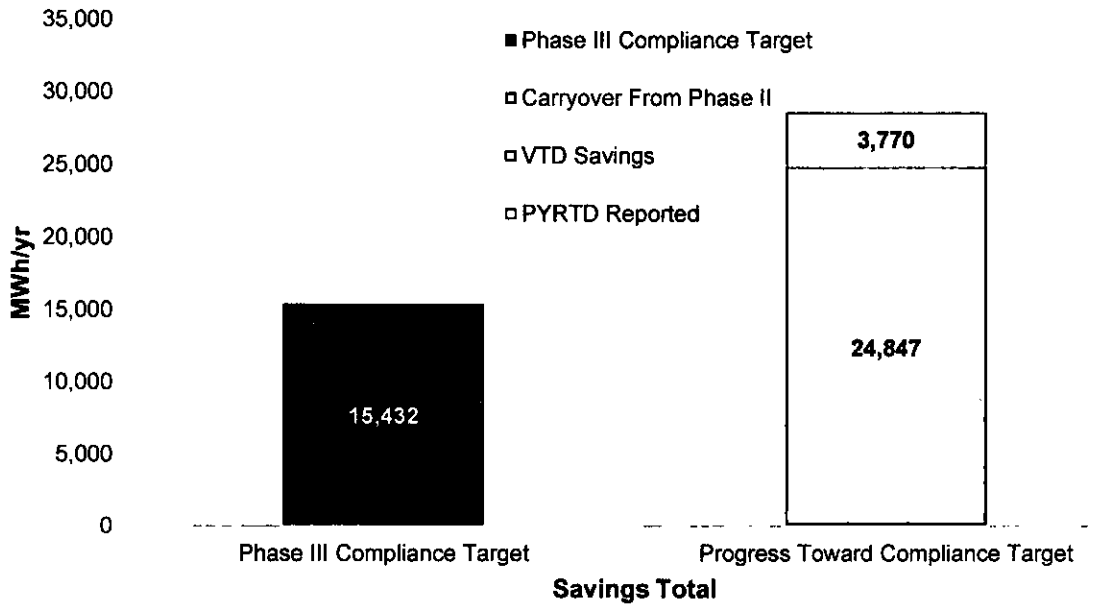 35,000
30,000
25,000
20,000
15,000
10,000
5,000
0
MWh/yr
Phase III Compliance Target
Carryover From Phase II
VTD Savings
PYRTD Reported
15,432
3,770
24,847
Phase III Compliance Target
Progress Toward Compliance Target
Savings Total